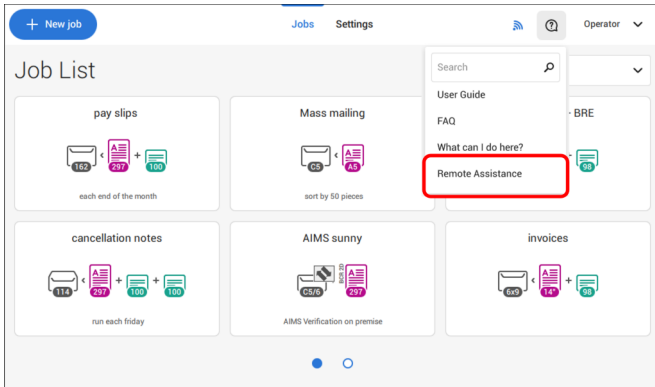 + New job
Jobs
Settings
Operator
Job List
Search
User Guide
FAQ
What can I do here?
Remote Assistance
pay slips
162
297
+
100
each end of the month
Mass mailing
C5
A5
sort by 50 pieces
- BRE
98
cancellation notes
114
297
+
100
+
100
run each friday
AIMS sunny
C5/6
BCR 2D
297
AIMS Verification on premise
invoices
6x9
14"
+
98